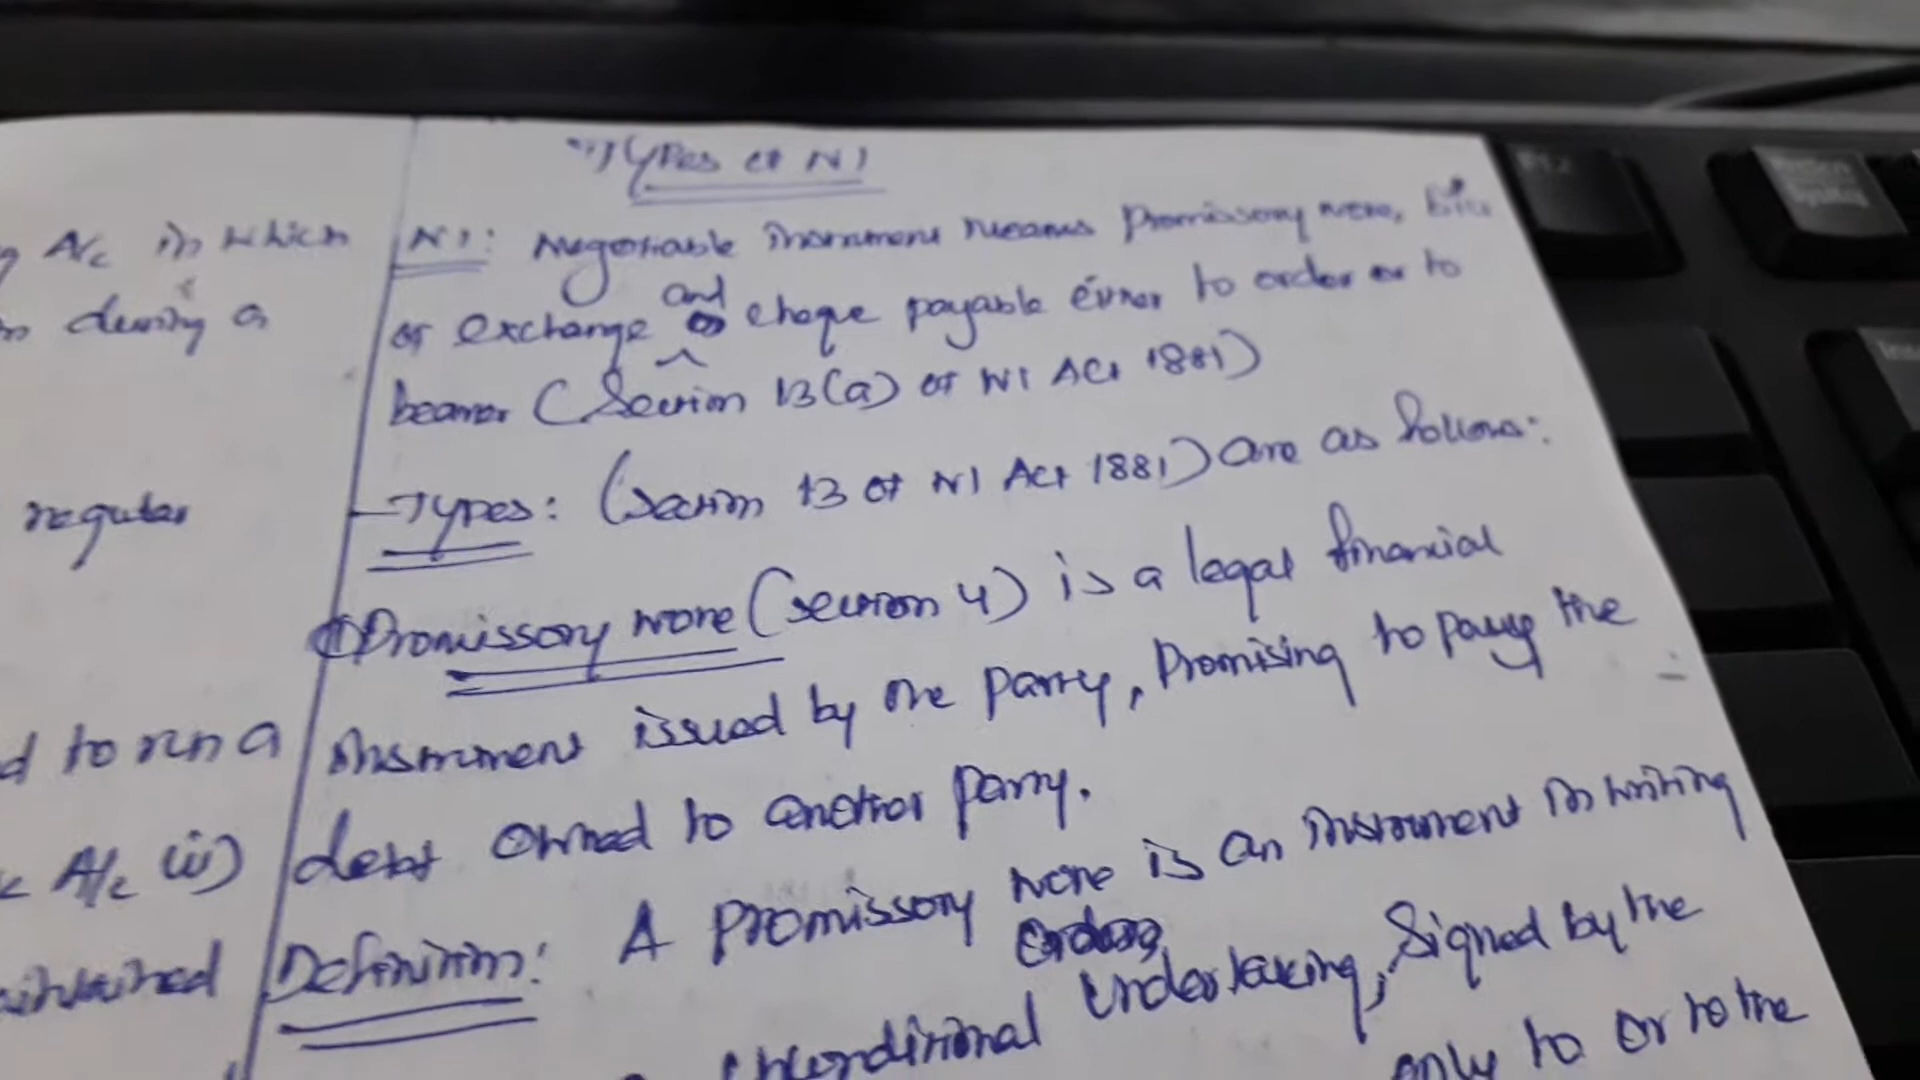 "Types of NI
A/c in which
NI: Negotiable Instrument means Promissory Note, Bill
during a
of exchange and cheque payable either to order or to
bearer (Section 13(a) of NI Act 1881)
regular
Types: (Section 13 of NI Act 1881) are as follows:
① Promissory Note (Section 4) is a legal financial
d to run a
instrument issued by one party, Promising to pay the
A/c ii)
debt owned to another party.
Definition: A promissory Note is an instrument in writing
unconditional undertaking, Signed by the
only to or to the
F12